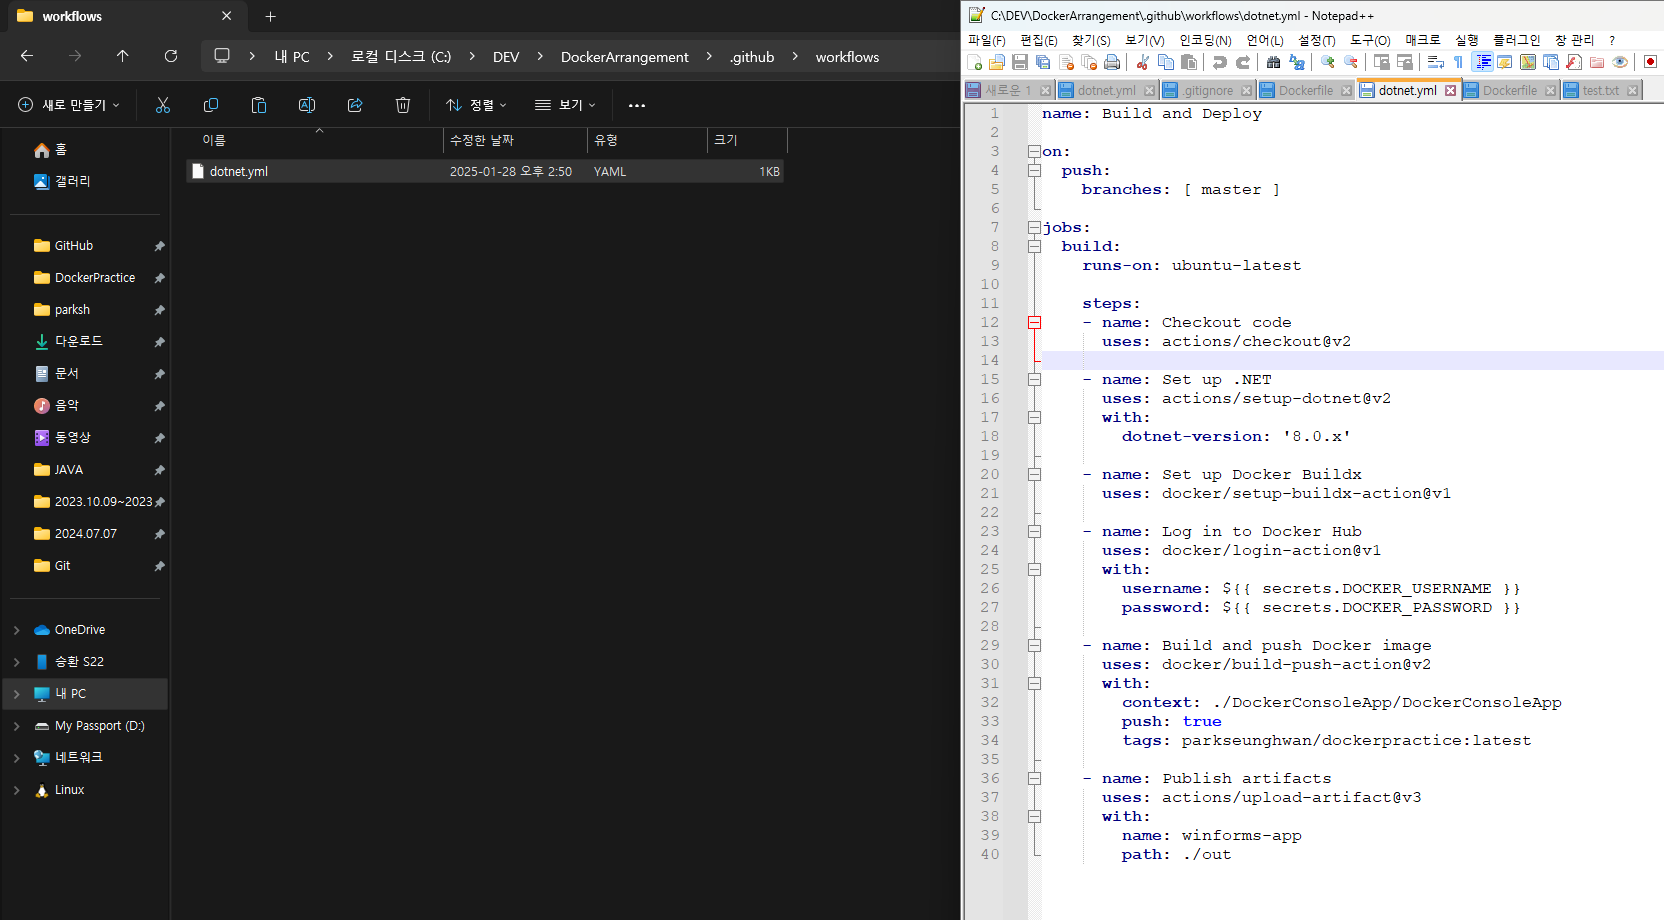 workflows
내 PC
로컬 디스크 (C:)
DEV
DockerArrangement
.github
workflows
새로 만들기
정렬
보기
이름
수정한 날짜
유형
크기
dotnet.yml
2025-01-28 오후 2:50
YAML
1KB
홈
갤러리
GitHub
DockerPractice
parksh
다운로드
문서
음악
동영상
JAVA
2023.10.09~2023
2024.07.07
Git
OneDrive
승환 S22
내 PC
My Passport (D:)
네트워크
Linux
C:\DEV\DockerArrangement\.github\workflows\dotnet.yml - Notepad++
파일(F) 편집(E) 찾기(S) 보기(V) 인코딩(N) 언어(L) 설정(T) 도구(O) 매크로 실행 플러그인 창 관리 ?
새로운 1
dotnet.yml
.gitignore
Dockerfile
dotnet.yml
Dockerfile
test.txt
1 name: Build and Deploy
2
3 on:
4 push:
5 branches: [ master ]
6
7 jobs:
8 build:
9 runs-on: ubuntu-latest
10
11 steps:
12 - name: Checkout code
13 uses: actions/checkout@v2
14
15 - name: Set up .NET
16 uses: actions/setup-dotnet@v2
17 with:
18 dotnet-version: '8.0.x'
19
20 - name: Set up Docker Buildx
21 uses: docker/setup-buildx-action@v1
22
23 - name: Log in to Docker Hub
24 uses: docker/login-action@v1
25 with:
26 username: ${{ secrets.DOCKER_USERNAME }}
27 password: ${{ secrets.DOCKER_PASSWORD }}
28
29 - name: Build and push Docker image
30 uses: docker/build-push-action@v2
31 with:
32 context: ./DockerConsoleApp/DockerConsoleApp
33 push: true
34 tags: parkseunghwan/dockerpractice:latest
35
36 - name: Publish artifacts
37 uses: actions/upload-artifact@v3
38 with:
39 name: winforms-app
40 path: ./out